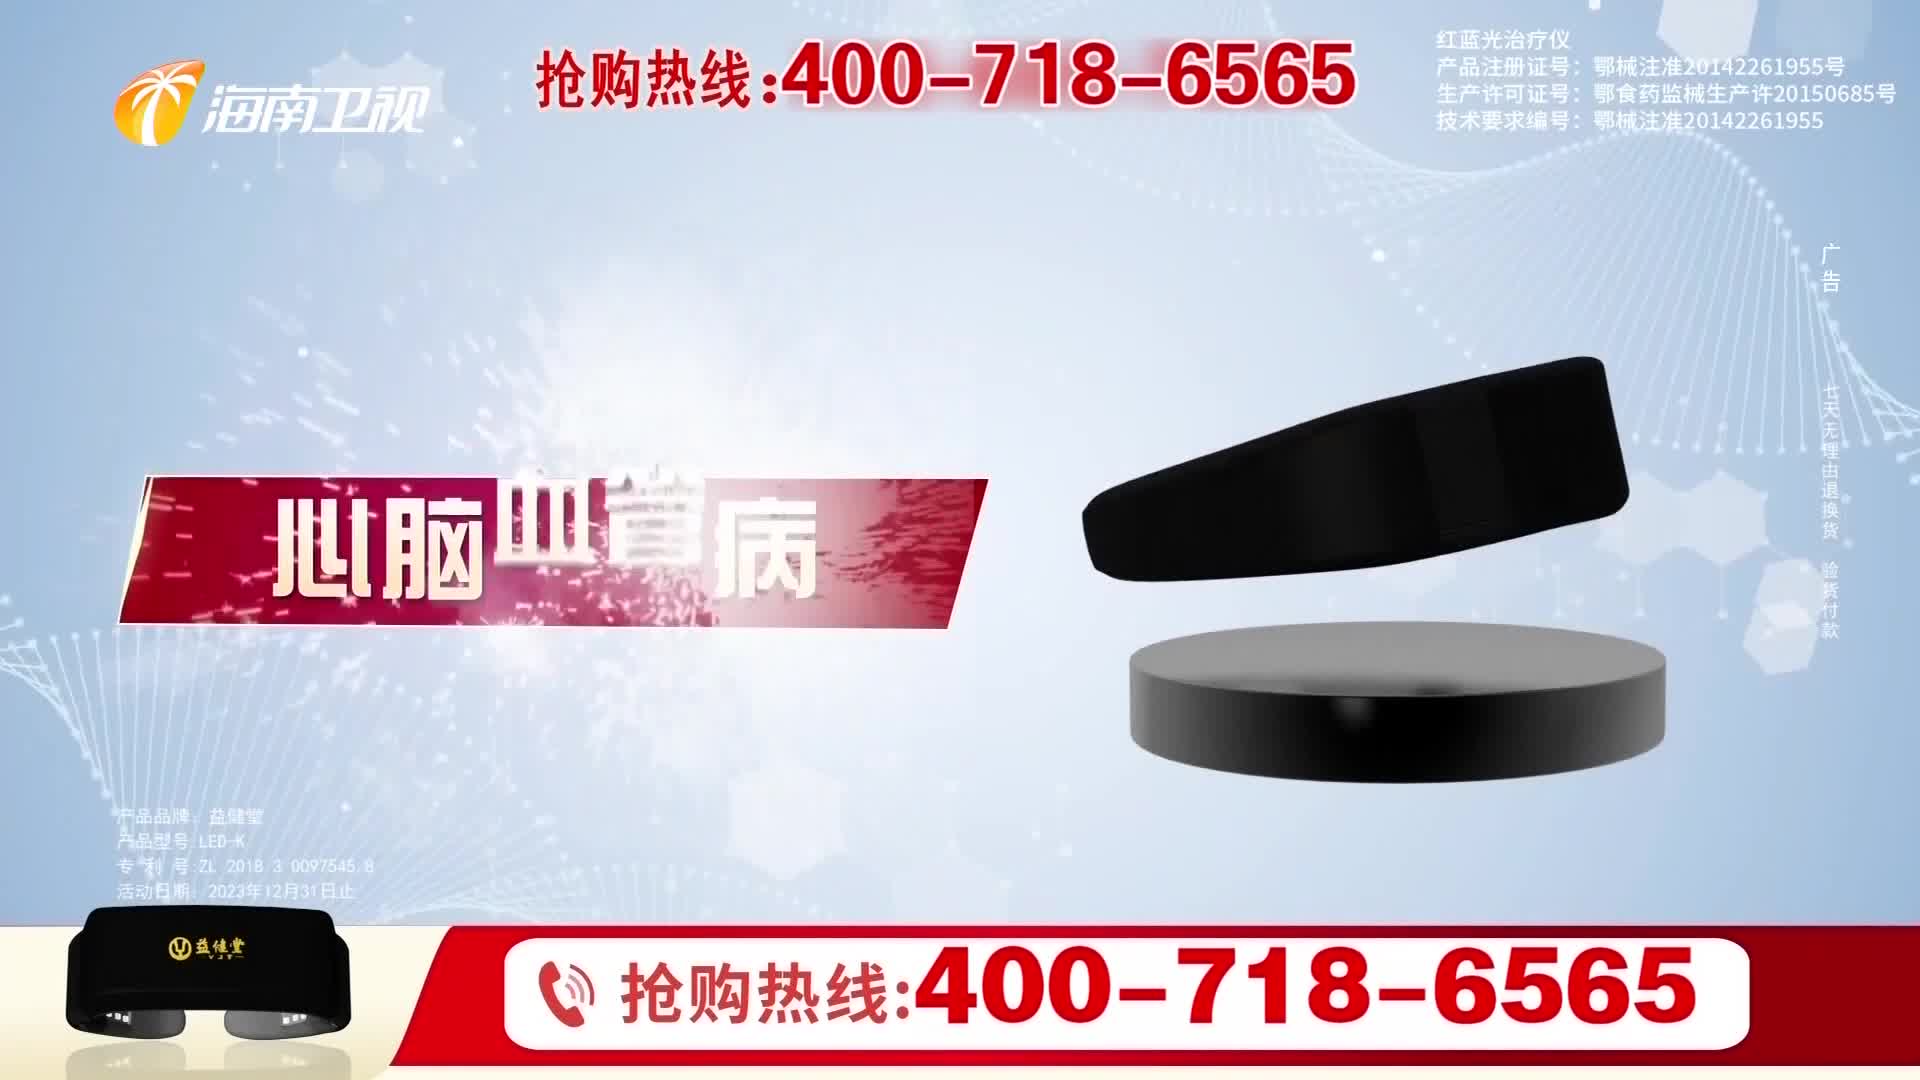 海南卫视
抢购热线:400-718-6565
红蓝光治疗仪
产品注册证号：鄂械注准20142261955号
生产许可证号：鄂食药监械生产许20150685号
技术要求编号：鄂械注准20142261955
广告
七天无理由退换货 验货付款
心脑血管病
产品品牌：益健堂
产品型号:LED-K
专 利 号:ZL 2018 3 0097545.8
活动日期：2023年12月31日止
益健堂
YJT
抢购热线:400-718-6565